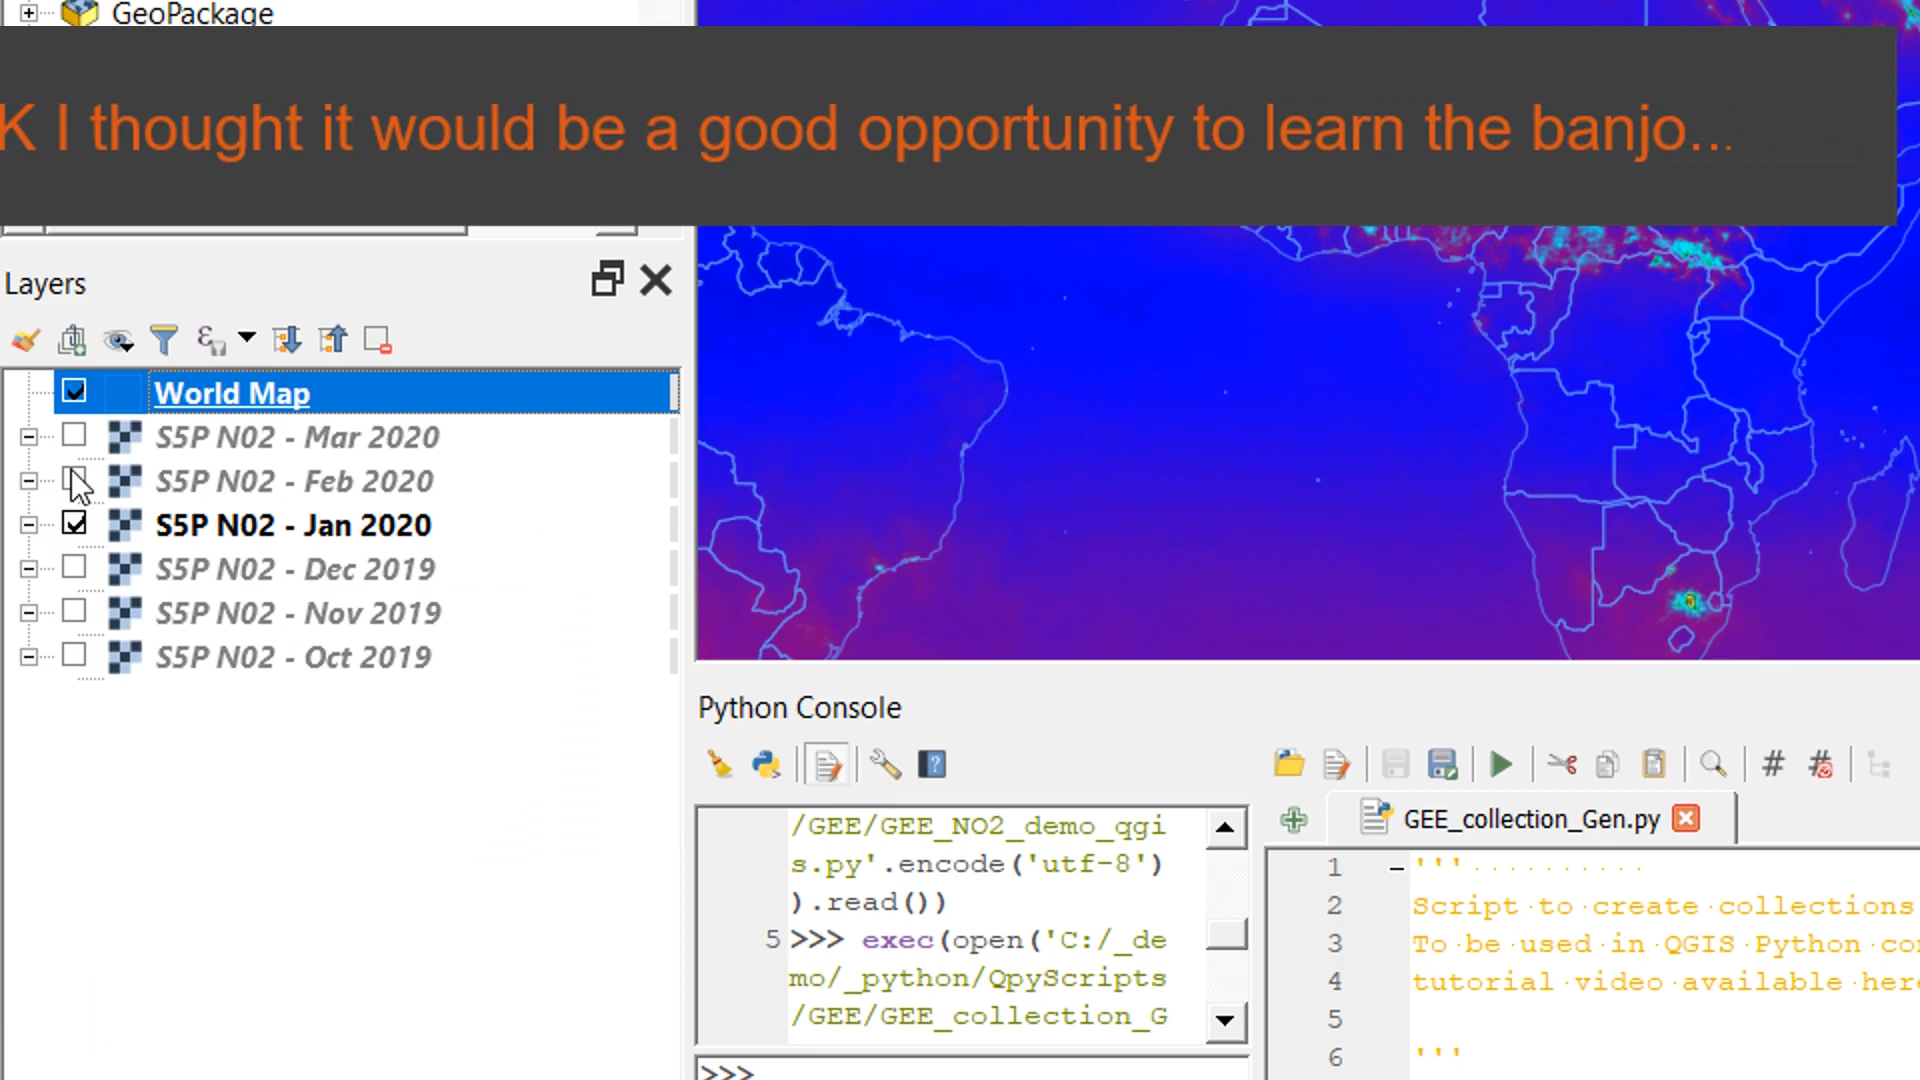 GeoPackage
K I thought it would be a good opportunity to learn the banjo...
Layers
World Map
S5P N02 - Mar 2020
S5P N02 - Feb 2020
S5P N02 - Jan 2020
S5P N02 - Dec 2019
S5P N02 - Nov 2019
S5P N02 - Oct 2019
Python Console
/GEE/GEE_NO2_demo_qgi
s.py'.encode('utf-8')
).read())
5 >>> exec(open('C:/_de
mo/_python/QpyScripts
/GEE/GEE_collection_G
>>>
GEE_collection_Gen.py
1 '''
2 Script to create collections
3 To be used in QGIS Python co
4 tutorial video available her
5
6 '''